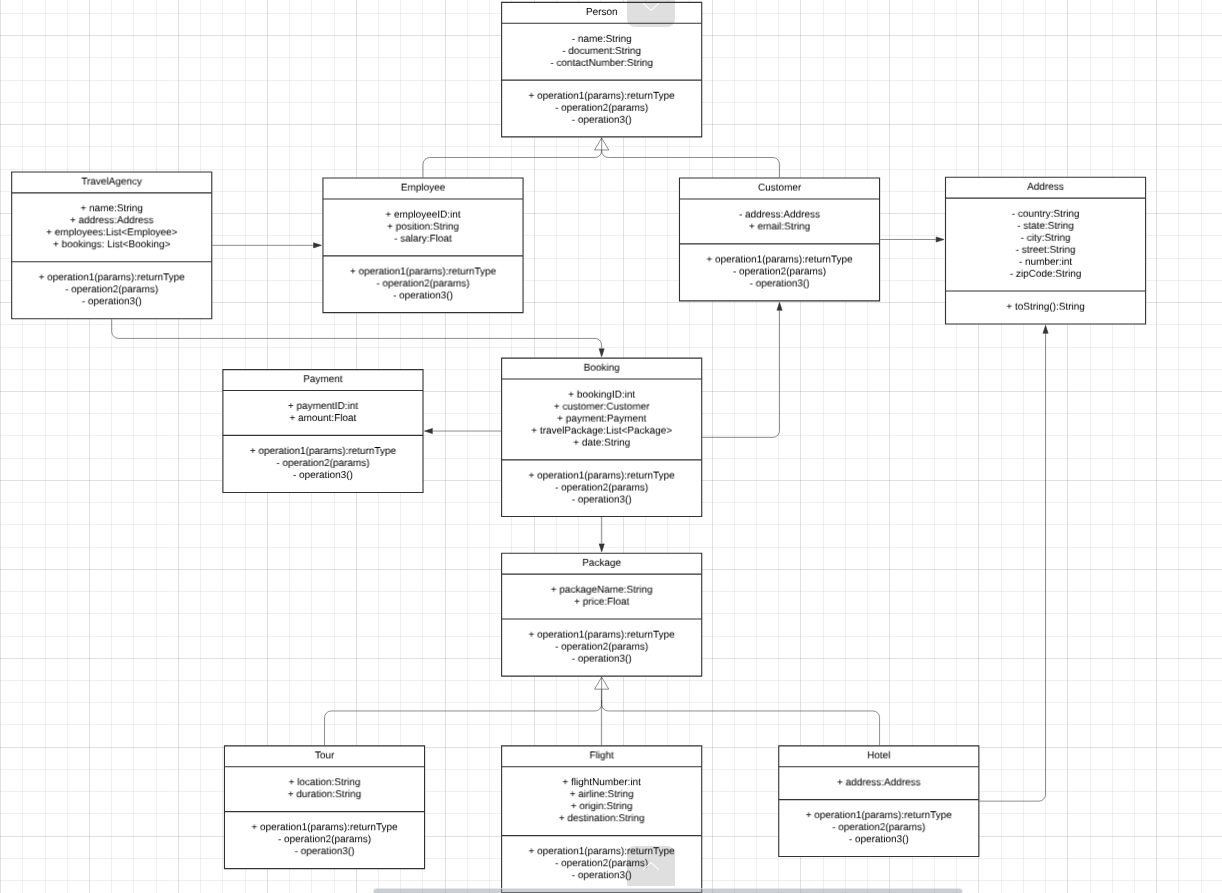 Person
- name:String
- document:String
- contactNumber:String
+ operation1(params):returnType
- operation2(params)
- operation3()
TravelAgency
+ name:String
+ address:Address
+ employees:List<Employee>
+ bookings: List<Booking>
+ operation1(params):returnType
- operation2(params)
- operation3()
Employee
+ employeeID:int
+ position:String
- salary:Float
+ operation1(params):returnType
- operation2(params)
- operation3()
Customer
- address:Address
+ email:String
+ operation1(params):returnType
- operation2(params)
- operation3()
Address
- country:String
- state:String
- city:String
- street:String
- number:int
- zipCode:String
+ toString():String
Payment
+ paymentID:int
+ amount:Float
+ operation1(params):returnType
- operation2(params)
- operation3()
Booking
+ bookingID:int
+ customer:Customer
+ payment:Payment
+ travelPackage:List<Package>
+ date:String
+ operation1(params):returnType
- operation2(params)
- operation3()
Package
+ packageName:String
+ price:Float
+ operation1(params):returnType
- operation2(params)
- operation3()
Tour
+ location:String
+ duration:String
+ operation1(params):returnType
- operation2(params)
- operation3()
Flight
+ flightNumber:int
+ airline:String
+ origin:String
+ destination:String
+ operation1(params):returnType
- operation2(params)
- operation3()
Hotel
+ address:Address
+ operation1(params):returnType
- operation2(params)
- operation3()